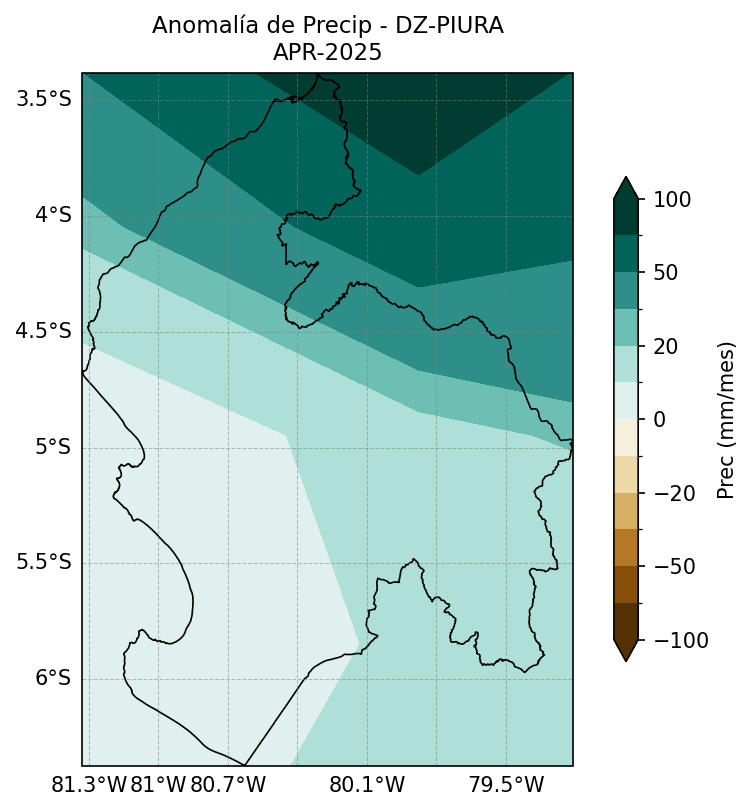 Anomalía de Precip - DZ-PIURA
APR-2025
3.5°S
4°S
4.5°S
5°S
5.5°S
6°S
81.3°W 81°W 80.7°W 80.1°W 79.5°W
100
50
20
0
−20
−50
−100
Prec (mm/mes)